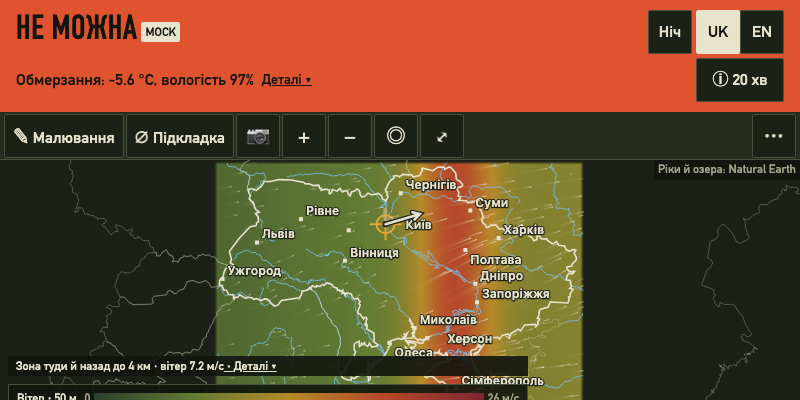 НЕ МОЖНА МОСК
Ніч
UK
EN
Обмерзання: -5.6 °C, вологість 97% Деталі ▾
ⓘ 20 хв
✎ Малювання
∅ Підкладка
+
−
◎
⤢
•••
Ріки й озера: Natural Earth
Чернігів
Суми
Рівне
Київ
Харків
Львів
Вінниця
Полтава
Ужгород
Дніпро
Запоріжжя
Миколаїв
Херсон
Одеса
Зона туди й назад до 4 км · вітер 7.2 м/с · Деталі ▾
Сімферополь
Вітер · 50 м 0
26 м/с